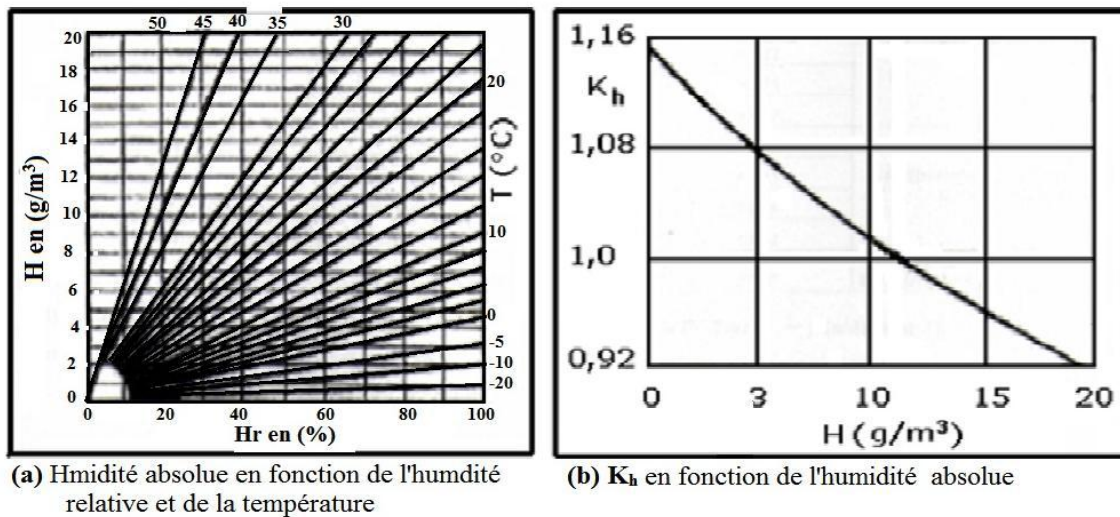 50 45 40 35 30
20
18
16
14
12
10
8
6
4
2
0
H en (g/m³)
0 20 40 60 80 100
Hr en (%)
20
10
0
-5
-10
-20
T (°C)
1,16
Kh
1,08
1,0
0,92
0 3 10 15 20
H (g/m³)
(a) Hmidité absolue en fonction de l'humdité
relative et de la température
(b) Kh en fonction de l'humidité absolue